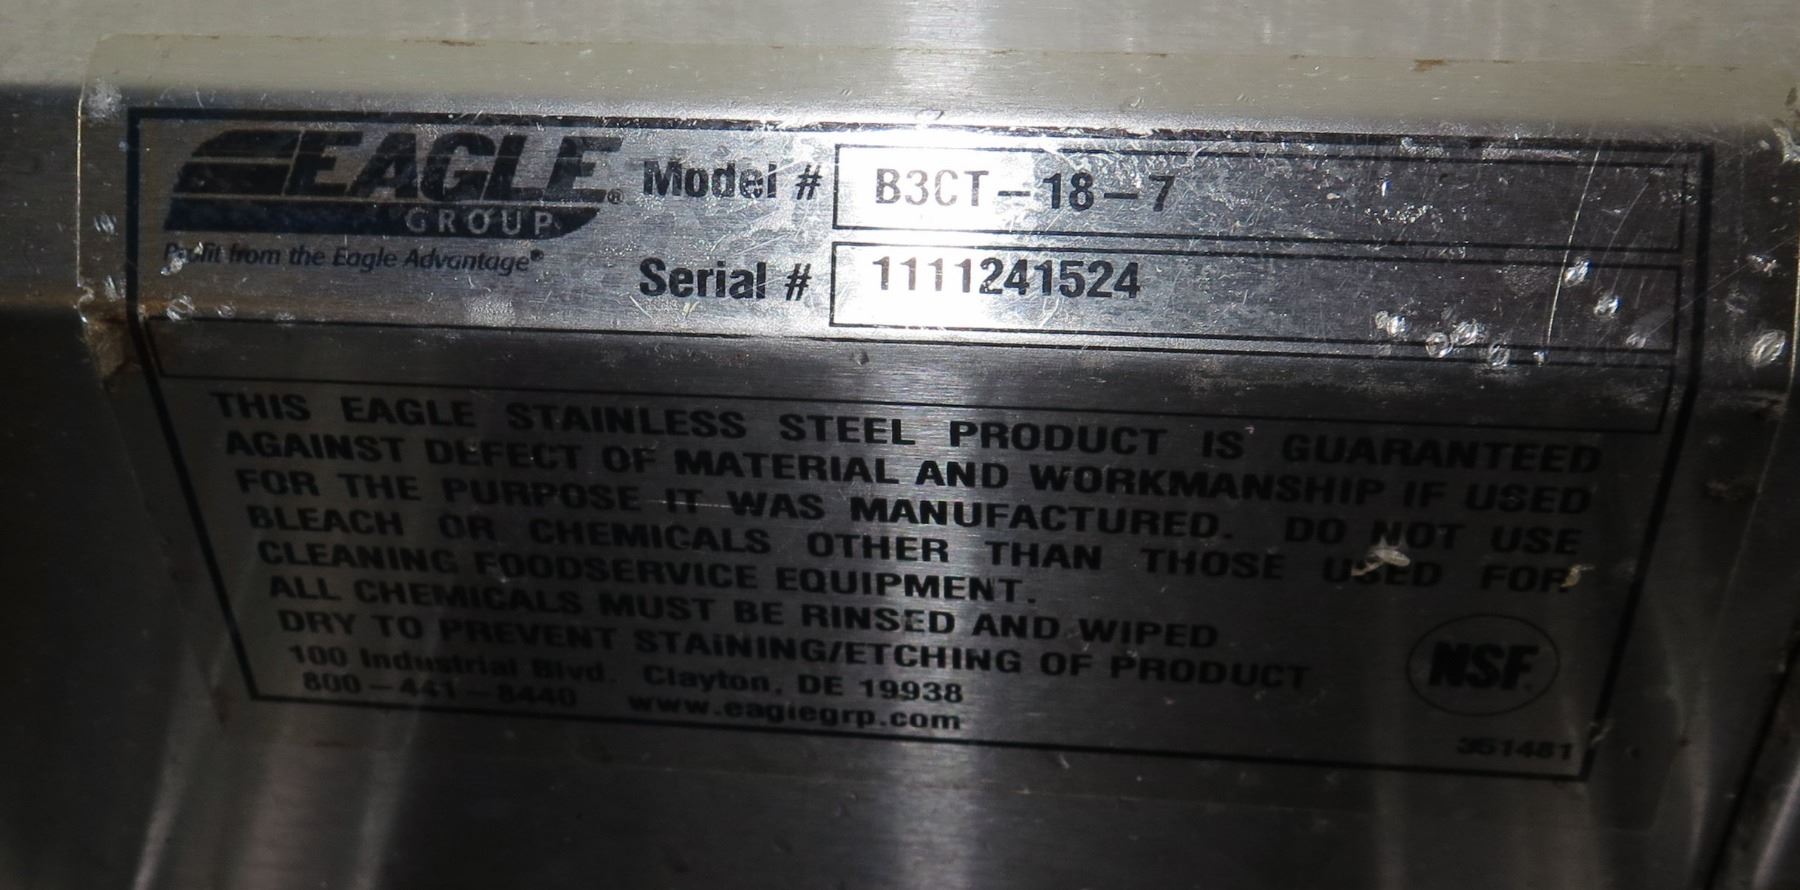 EAGLE®
GROUP
Profit from the Eagle Advantage®
Model # B3CT-18-7
Serial # 1111241524
THIS EAGLE STAINLESS STEEL PRODUCT IS GUARANTEED
AGAINST DEFECT OF MATERIAL AND WORKMANSHIP IF USED
FOR THE PURPOSE IT WAS MANUFACTURED. DO NOT USE
BLEACH OR CHEMICALS OTHER THAN THOSE USED FOR
CLEANING FOODSERVICE EQUIPMENT.
ALL CHEMICALS MUST BE RINSED AND WIPED
DRY TO PREVENT STAINING/ETCHING OF PRODUCT
100 Industrial Blvd. Clayton, DE 19938
800-441-8440 www.eaglegrp.com
NSF.
351481